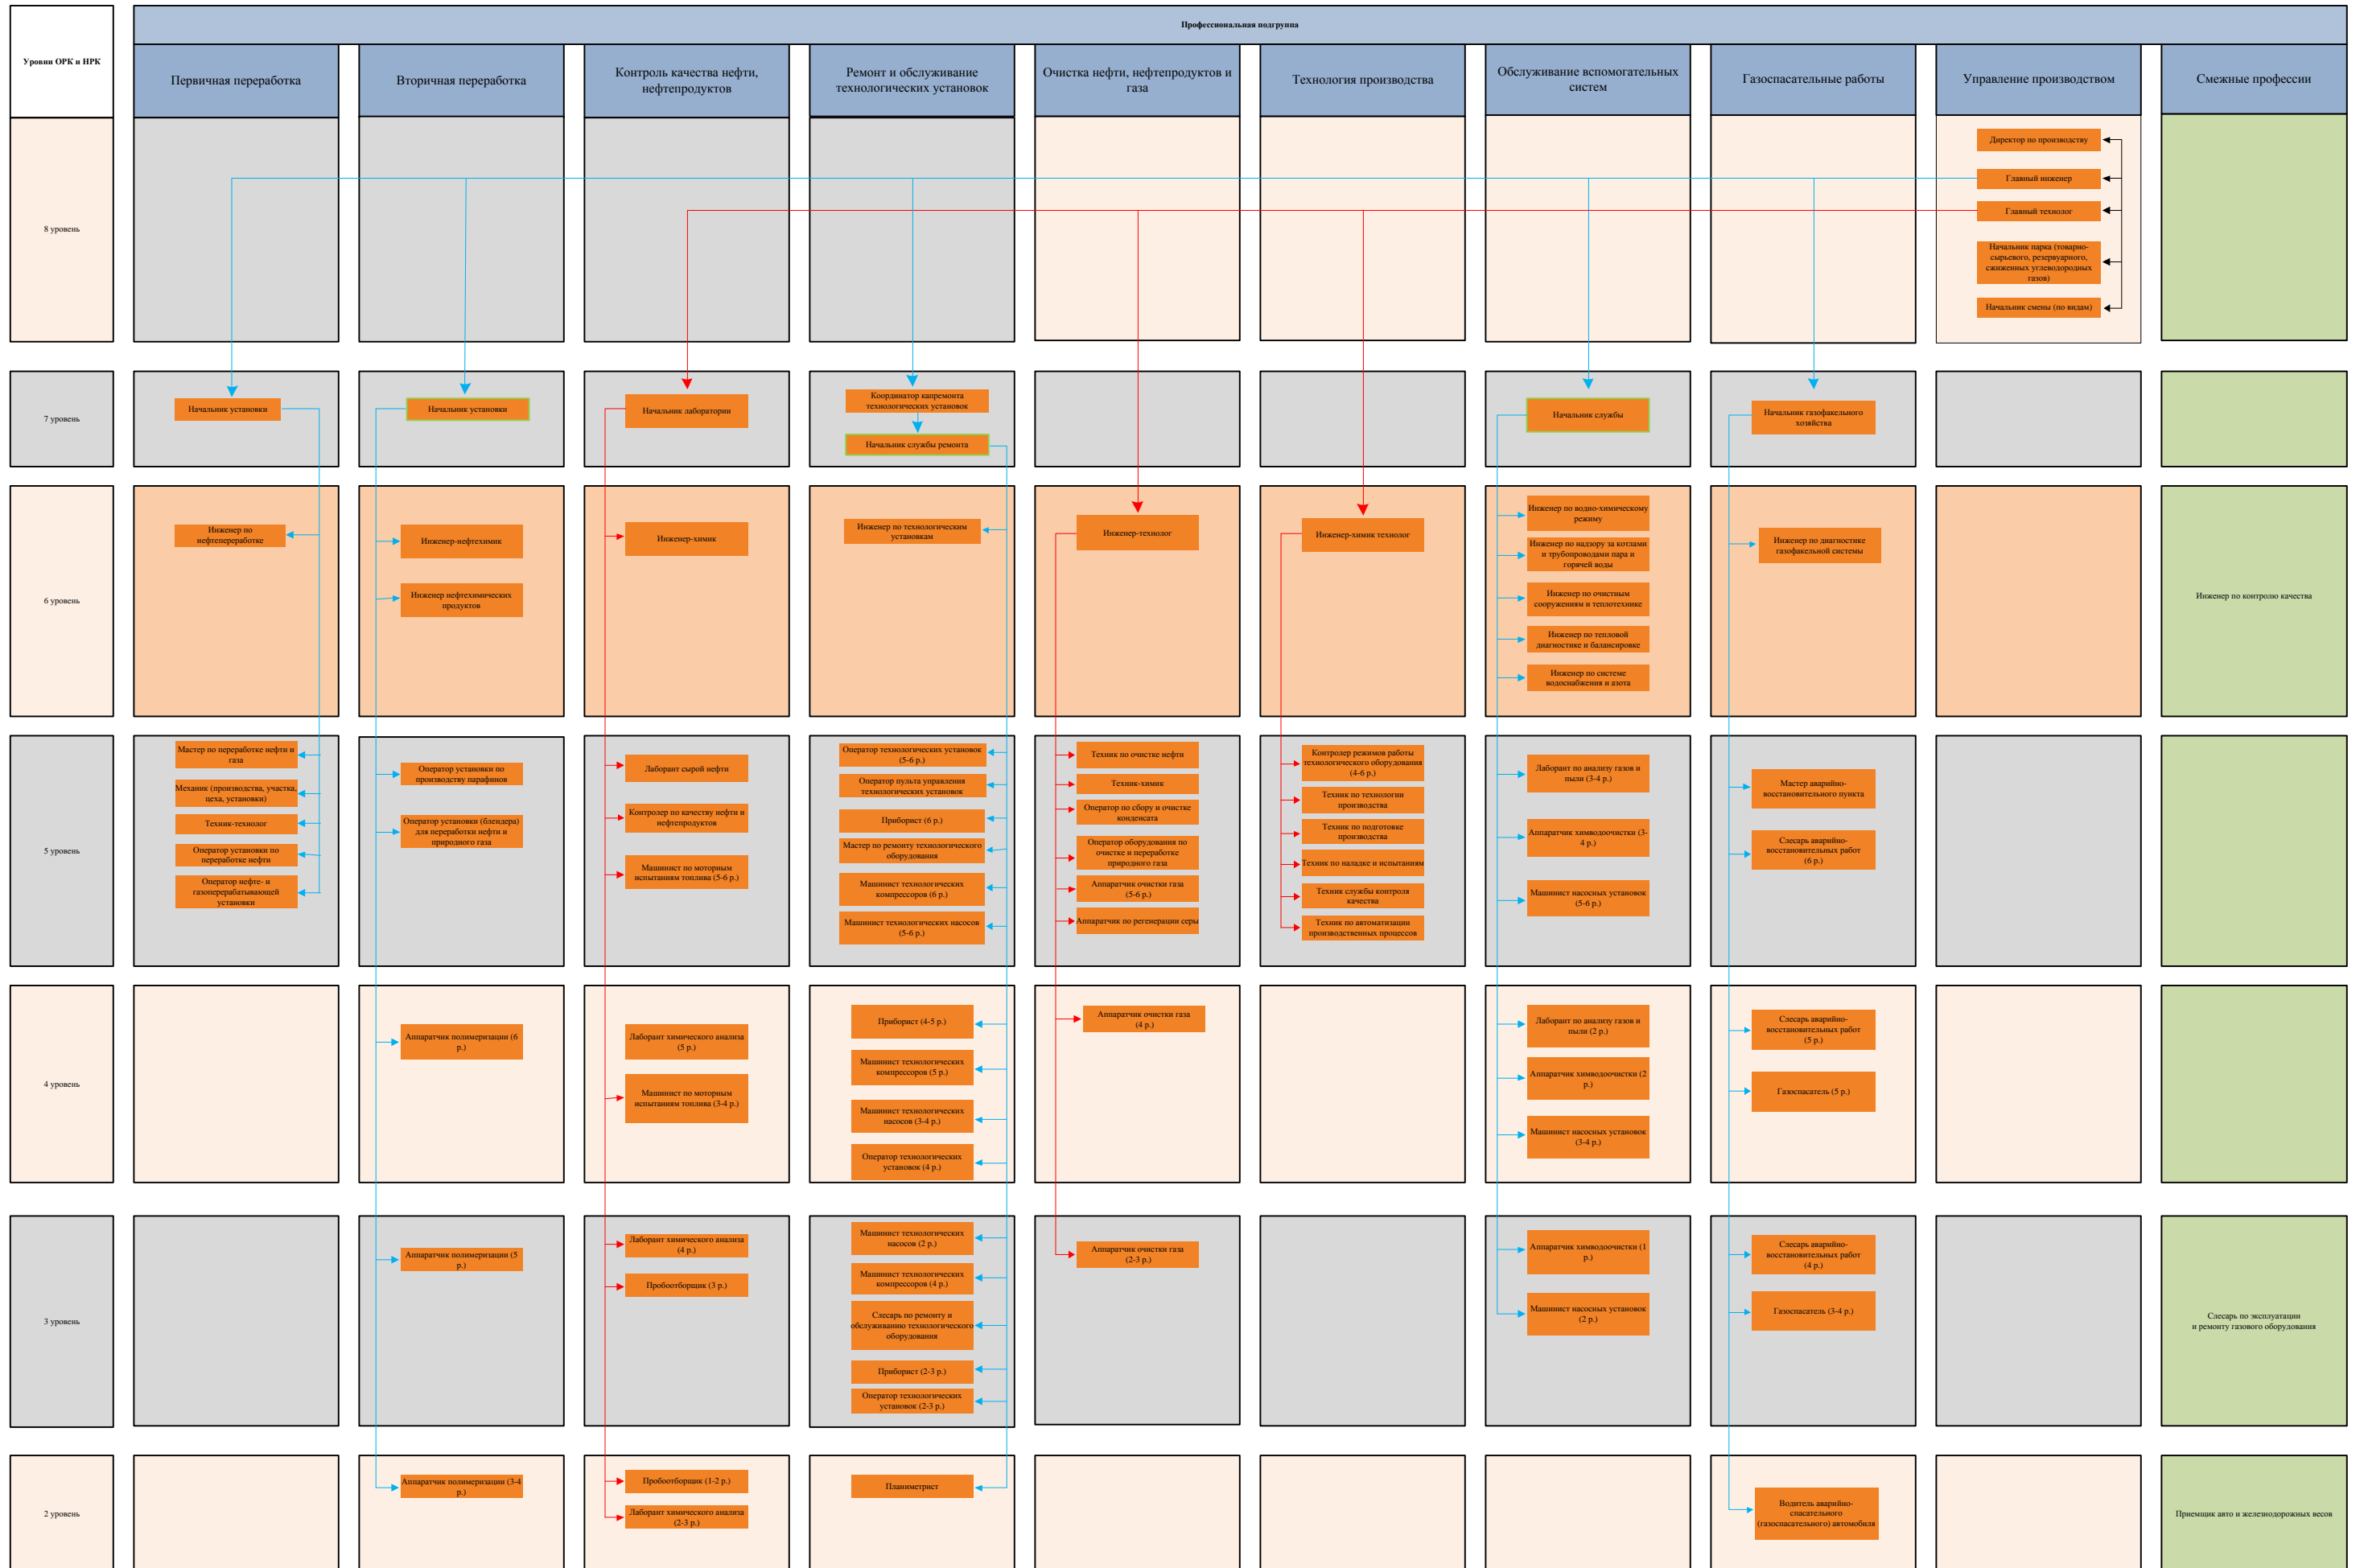 Профессиональная подгруппа
Уровни ОРК и НРК
Первичная переработка
Вторичная переработка
Контроль качества нефти,
нефтепродуктов
Ремонт и обслуживание
технологических установок
Очистка нефти, нефтепродуктов и
газа
Технология производства
Обслуживание вспомогательных
систем
Газоспасательные работы
Управление производством
Смежные профессии
8 уровень
Директор по производству
Главный инженер
Главный технолог
Начальник парка (товарно-
сырьевого, резервуарного,
сжиженных углеводородных
газов)
Начальник смены (по видам)
7 уровень
Начальник установки
Начальник установки
Начальник лаборатории
Координатор капремонта
технологических установок
Начальник службы ремонта
Начальник службы
Начальник газофакельного
хозяйства
6 уровень
Инженер по
нефтепереработке
Инженер-нефтехимик
Инженер нефтехимических
продуктов
Инженер-химик
Инженер по технологическим
установкам
Инженер-технолог
Инженер-химик технолог
Инженер по водно-химическому
режиму
Инженер по надзору за котлами
и трубопроводами пара и
горячей воды
Инженер по очистным
сооружениям и теплотехнике
Инженер по тепловой
диагностике и балансировке
Инженер по системе
водоснабжения и азота
Инженер по диагностике
газофакельной системы
Инженер по контролю качества
5 уровень
Мастер по переработке нефти и
газа
Механик (производства, участка,
цеха, установки)
Техник-технолог
Оператор установки по
переработке нефти
Оператор нефте- и
газоперерабатывающей
установки
Оператор установки по
производству парафинов
Оператор установки (блендера)
для переработки нефти и
природного газа
Лаборант сырой нефти
Контролер по качеству нефти и
нефтепродуктов
Машинист по моторным
испытаниям топлива (5-6 р.)
Оператор технологических установок
(5-6 р.)
Оператор пульта управления
технологических установок
Приборист (6 р.)
Мастер по ремонту технологического
оборудования
Машинист технологических
компрессоров (6 р.)
Машинист технологических насосов
(5-6 р.)
Техник по очистке нефти
Техник-химик
Оператор по сбору и очистке
конденсата
Оператор оборудования по
очистке и переработке
природного газа
Аппаратчик очистки газа
(5-6 р.)
Аппаратчик по регенерации серы
Контролер режимов работы
технологического оборудования
(4-6 р.)
Техник по технологии
производства
Техник по подготовке
производства
Техник по наладке и испытаниям
Техник службы контроля
качества
Техник по автоматизации
производственных процессов
Лаборант по анализу газов и
пыли (3-4 р.)
Аппаратчик химводоочистки (3-
4 р.)
Машинист насосных установок
(5-6 р.)
Мастер аварийно-
восстановительного пункта
Слесарь аварийно-
восстановительных работ
(6 р.)
4 уровень
Аппаратчик полимеризации (6
р.)
Лаборант химического анализа
(5 р.)
Машинист по моторным
испытаниям топлива (3-4 р.)
Приборист (4-5 р.)
Машинист технологических
компрессоров (5 р.)
Машинист технологических
насосов (3-4 р.)
Оператор технологических
установок (4 р.)
Аппаратчик очистки газа
(4 р.)
Лаборант по анализу газов и
пыли (2 р.)
Аппаратчик химводоочистки (2
р.)
Машинист насосных установок
(3-4 р.)
Слесарь аварийно-
восстановительных работ
(5 р.)
Газоспасатель (5 р.)
3 уровень
Аппаратчик полимеризации (5
р.)
Лаборант химического анализа
(4 р.)
Пробоотборщик (3 р.)
Машинист технологических
насосов (2 р.)
Машинист технологических
компрессоров (4 р.)
Слесарь по ремонту и
обслуживанию технологического
оборудования
Приборист (2-3 р.)
Оператор технологических
установок (2-3 р.)
Аппаратчик очистки газа
(2-3 р.)
Аппаратчик химводоочистки (1
р.)
Машинист насосных установок
(2 р.)
Слесарь аварийно-
восстановительных работ
(4 р.)
Газоспасатель (3-4 р.)
Слесарь по эксплуатации
и ремонту газового оборудования
2 уровень
Аппаратчик полимеризации (3-4
р.)
Пробоотборщик (1-2 р.)
Лаборант химического анализа
(2-3 р.)
Планиметрист
Водитель аварийно-
спасательного
(газоспасательного) автомобиля
Приемщик авто и железнодорожных весов